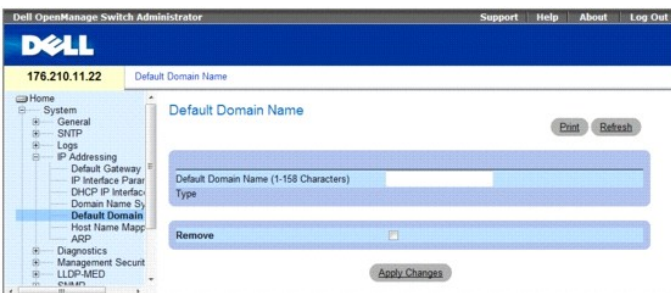 Dell OpenManage Switch Administrator
Support Help About Log Out
DELL
176.210.11.22
Default Domain Name
Home
System
General
SNTP
Logs
IP Addressing
Default Gateway
IP Interface Parar
DHCP IP Interfac
Domain Name Sy
Default Domain
Host Name Mapp
ARP
Diagnostics
Management Securit
LLDP-MED
SNMP
Default Domain Name
Print Refresh
Default Domain Name (1-158 Characters)
Type
Remove
Apply Changes